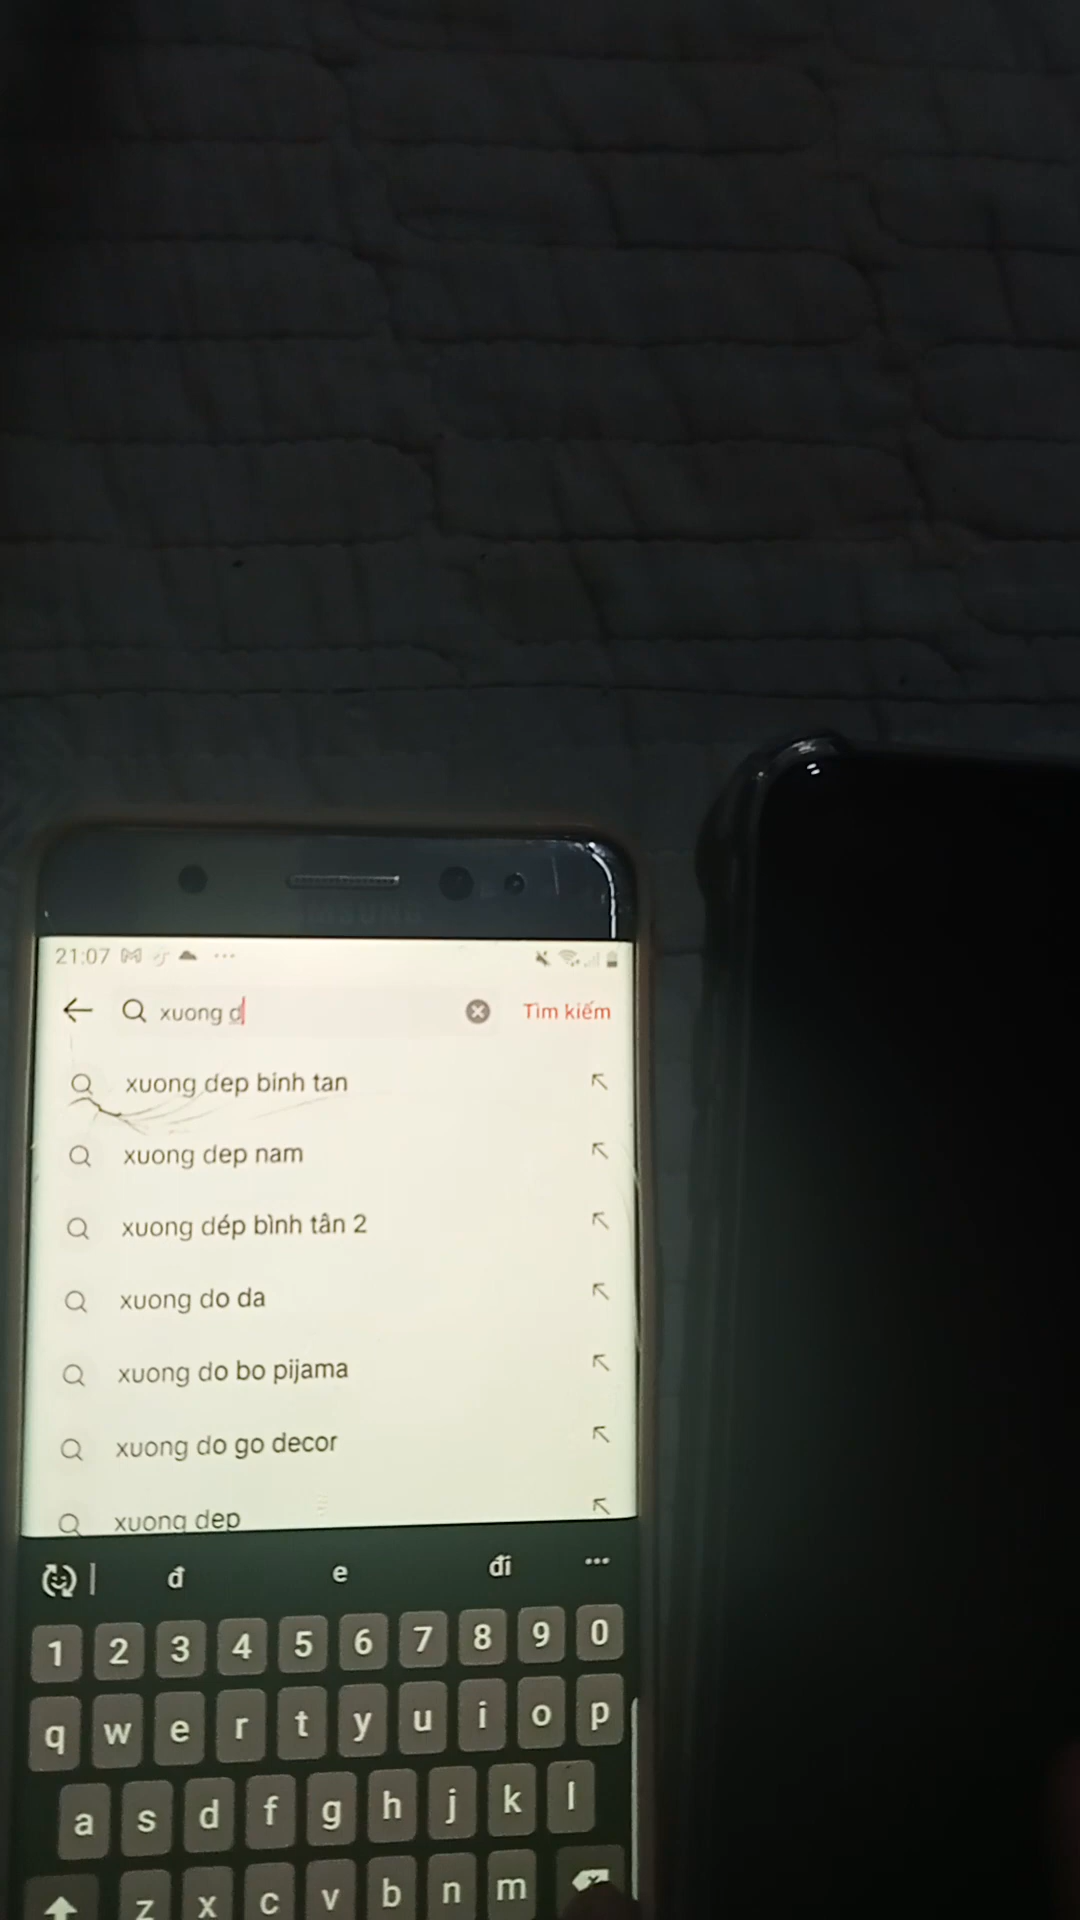 SAMSUNG
21:07 ...
xuong d Tìm kiếm
xuong dep binh tan
xuong dep nam
xuong dép bình tân 2
xuong do da
xuong do bo pijama
xuong do go decor
xuong dep
đ e đi ...
1 2 3 4 5 6 7 8 9 0
q w e r t y u i o p
a s d f g h j k l
z x c v b n m